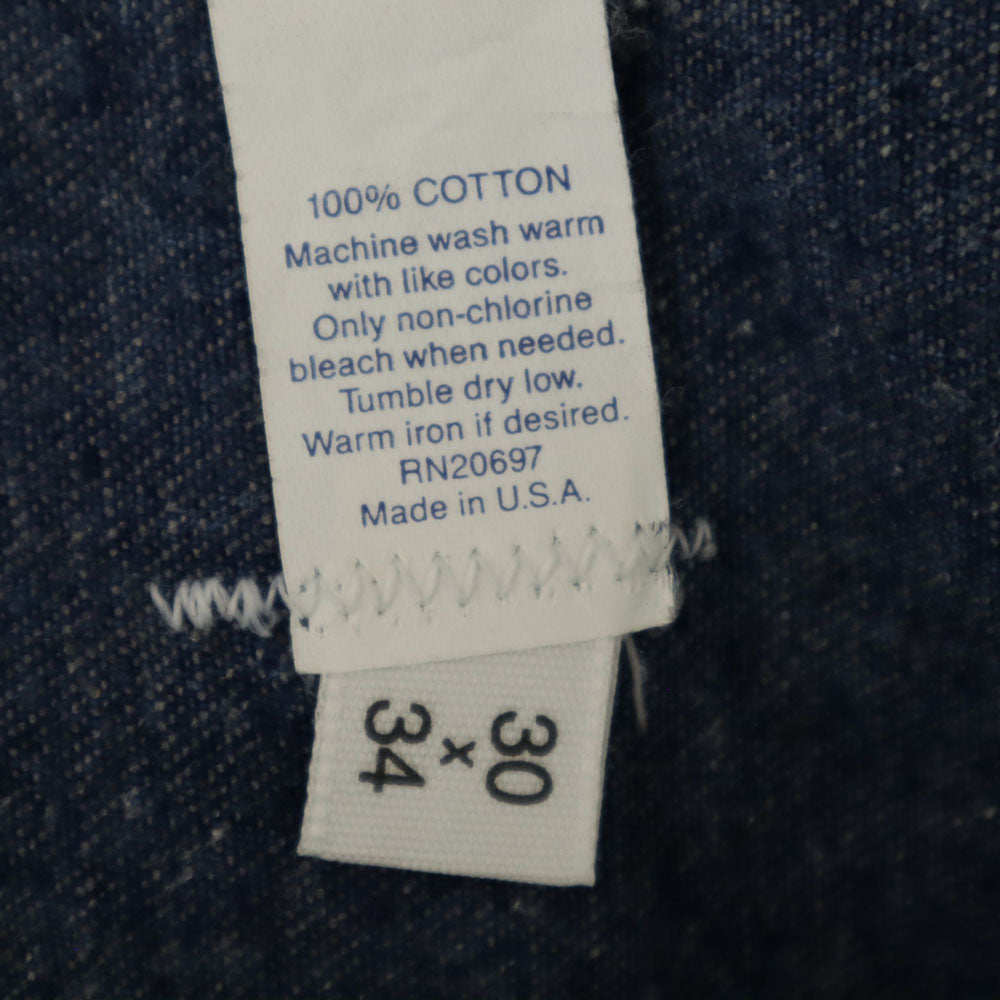 100% COTTON
Machine wash warm
with like colors.
Only non-chlorine
bleach when needed.
Tumble dry low.
Warm iron if desired.
RN20697
Made in U.S.A.
30
x
34